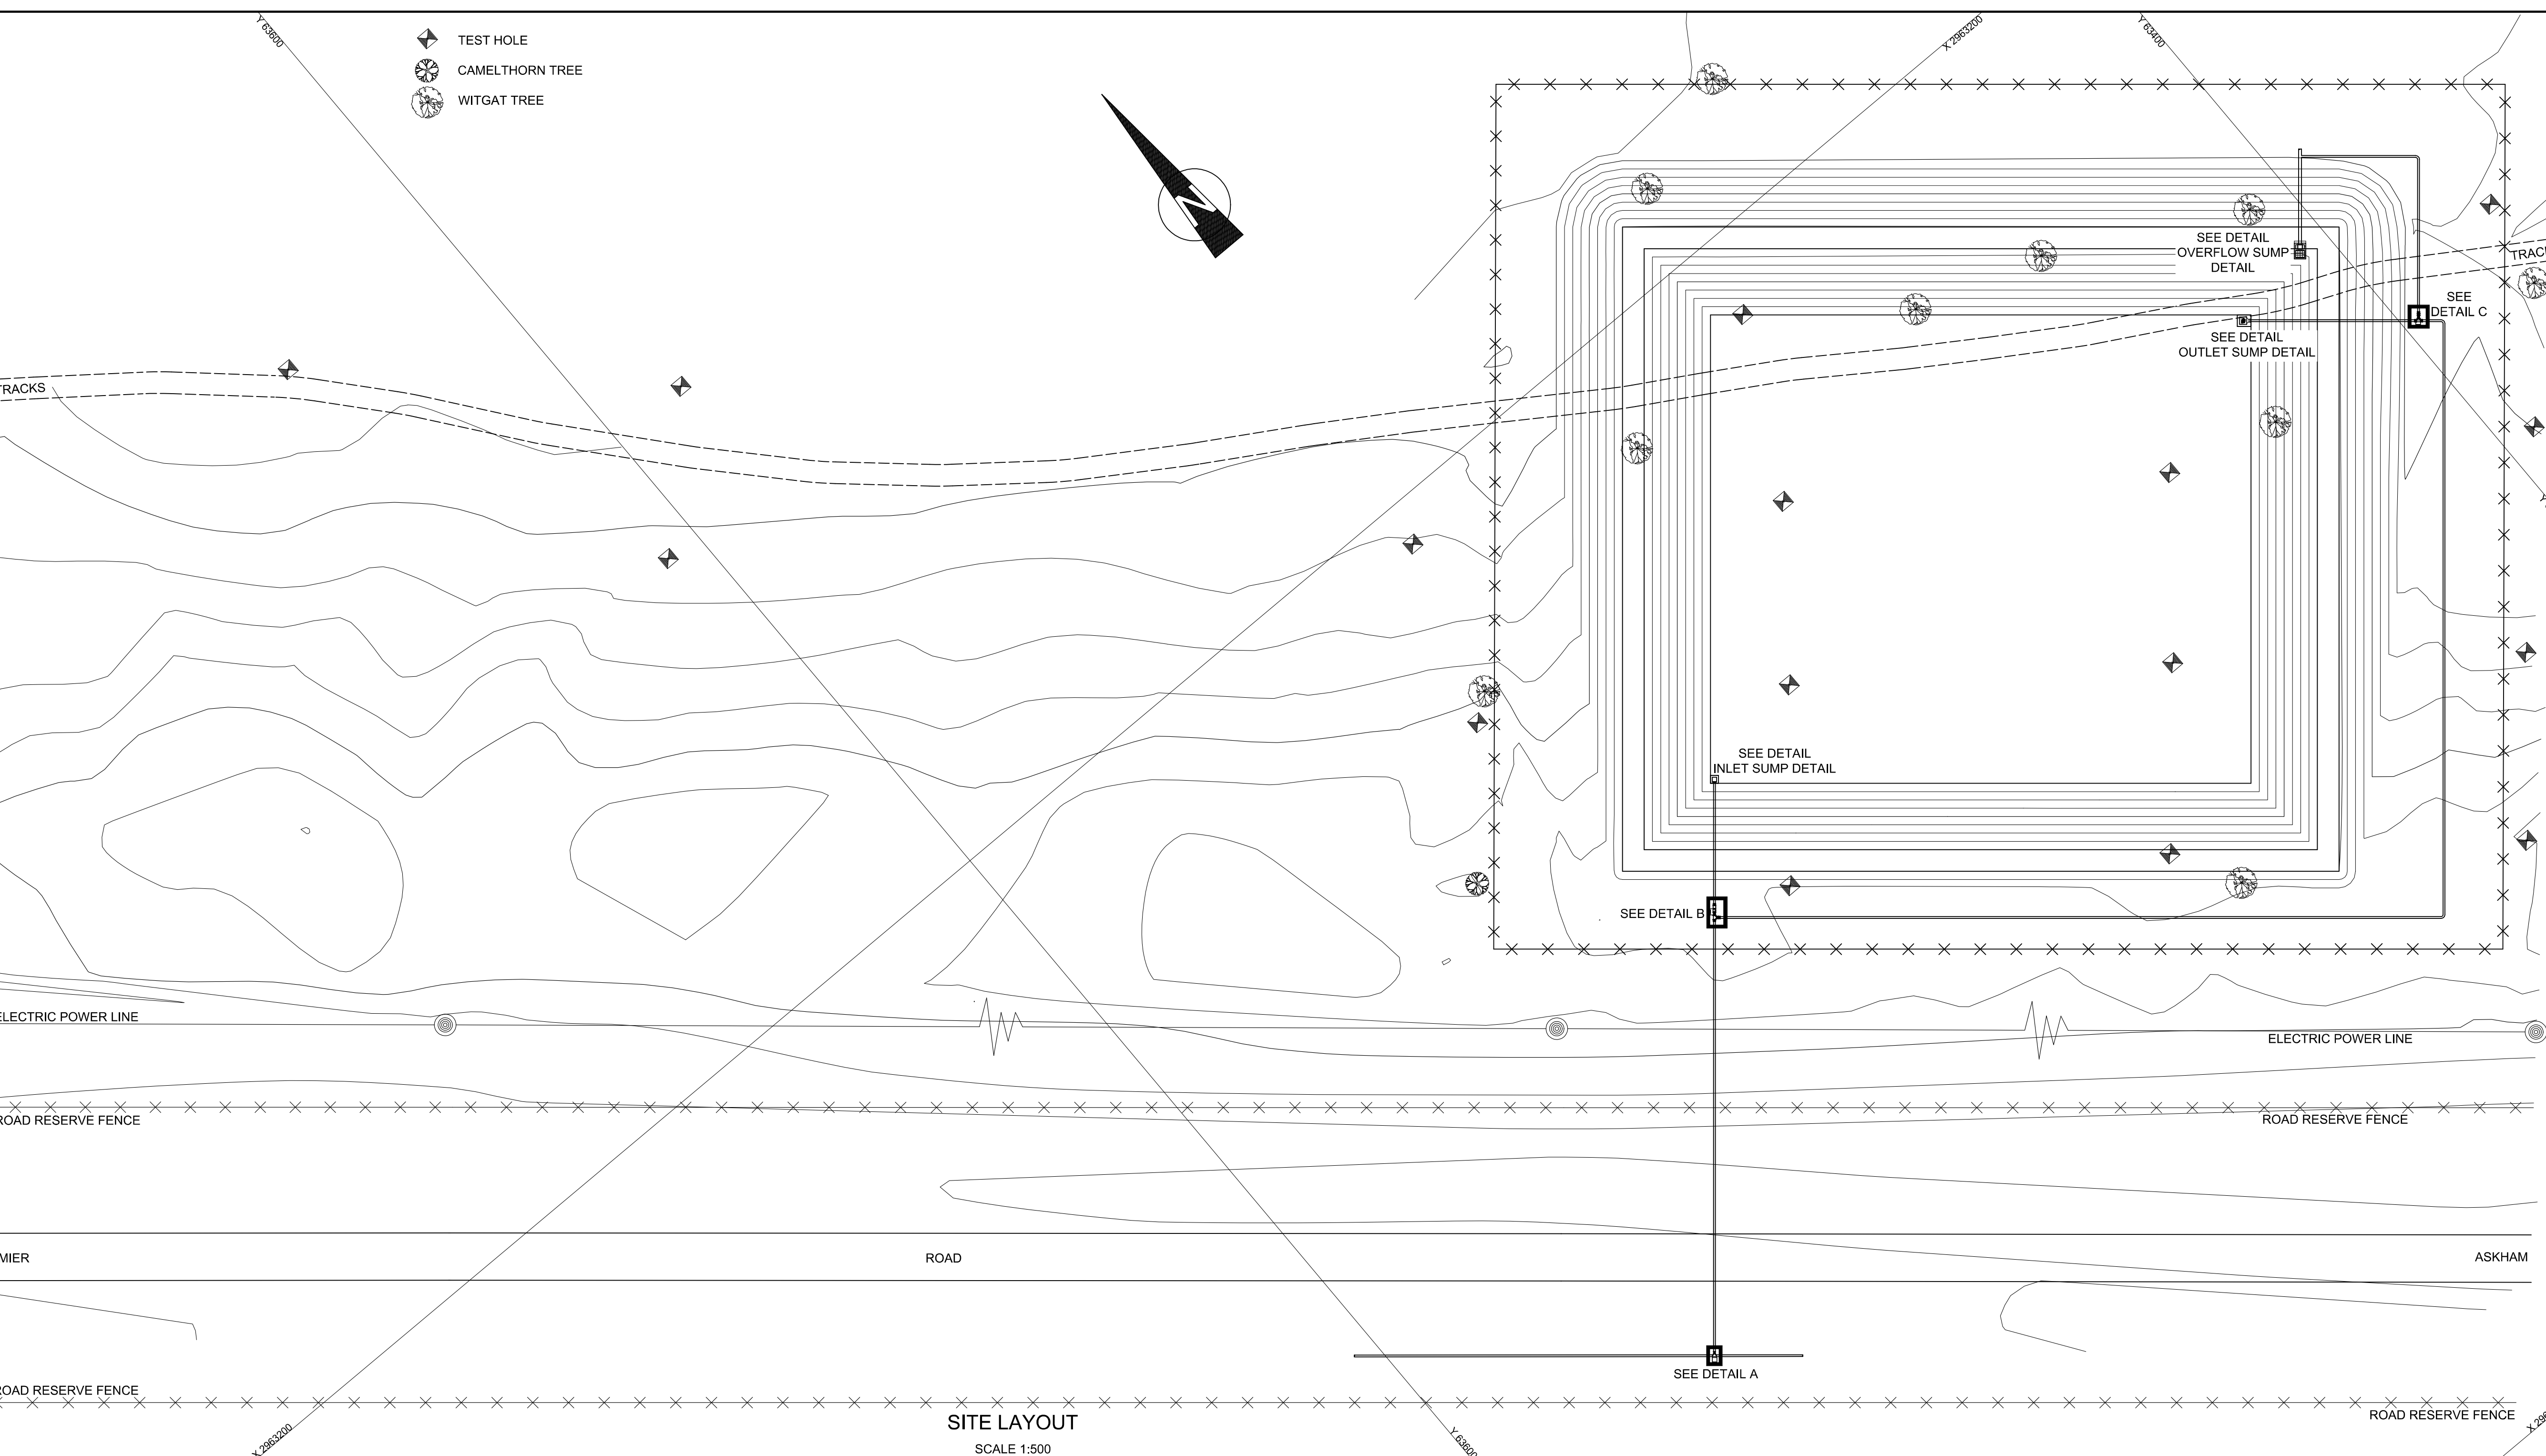 Y 63600
X 2963200
Y 63400
TEST HOLE
CAMELTHORN TREE
WITGAT TREE
N
SEE DETAIL
OVERFLOW SUMP
DETAIL
SEE
DETAIL C
SEE DETAIL
OUTLET SUMP DETAIL
TRACKS
SEE DETAIL
INLET SUMP DETAIL
SEE DETAIL B
ELECTRIC POWER LINE
ELECTRIC POWER LINE
ROAD RESERVE FENCE
ROAD RESERVE FENCE
ROAD
ASKHAM
SEE DETAIL A
ROAD RESERVE FENCE
ROAD RESERVE FENCE
SITE LAYOUT
SCALE 1:500
X 2963200
Y 63600